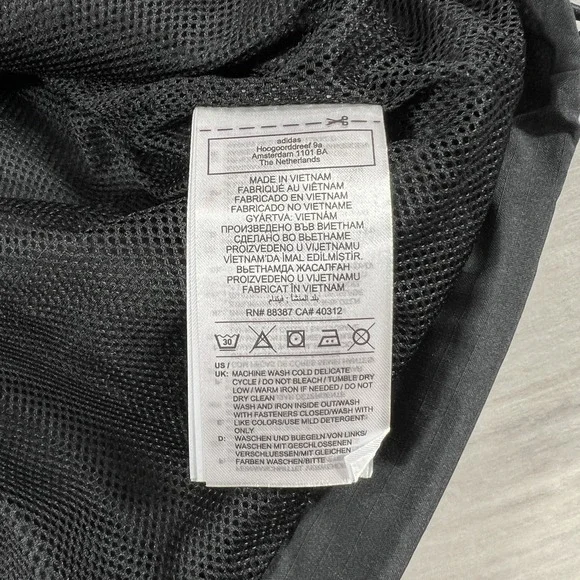 adidas
Hoogoorddreef 9a
Amsterdam 1101 BA
The Netherlands
MADE IN VIETNAM
FABRIQUÉ AU VIÊTNAM
FABRICADO EN VIETNAM
FABRICADO NO VIETNAME
GYÁRTVA: VIETNÁM
ПРОИЗВЕДЕНО ВЪВ ВИЕТНАМ
СДЕЛАНО ВО ВЬЕТНАМЕ
PROIZVEDENO U VIJETNAMU
VİETNAM'DA İMAL EDİLMİŞTİR.
ВЬЕТНАМДА ЖАСАЛҒАН
PROIZVEDENO U VIJETNAMU
FABRICAT ÎN VIETNAM
بلد المنشأ : فيتنام
RN# 88387 CA# 40312
30
US /
UK: MACHINE WASH COLD DELICATE
CYCLE / DO NOT BLEACH / TUMBLE DRY
LOW / WARM IRON IF NEEDED / DO NOT
DRY CLEAN
WASH AND IRON INSIDE OUT/WASH
WITH FASTENERS CLOSED/WASH WITH
E: LIKE COLORS/USE MILD DETERGENT
ONLY
D: WASCHEN UND BUEGELN VON LINKS/
WASCHEN MIT GESCHLOSSENEN
VERSCHLUESSEN/MIT GLEICHEN
FARBEN WASCHEN/BITTE